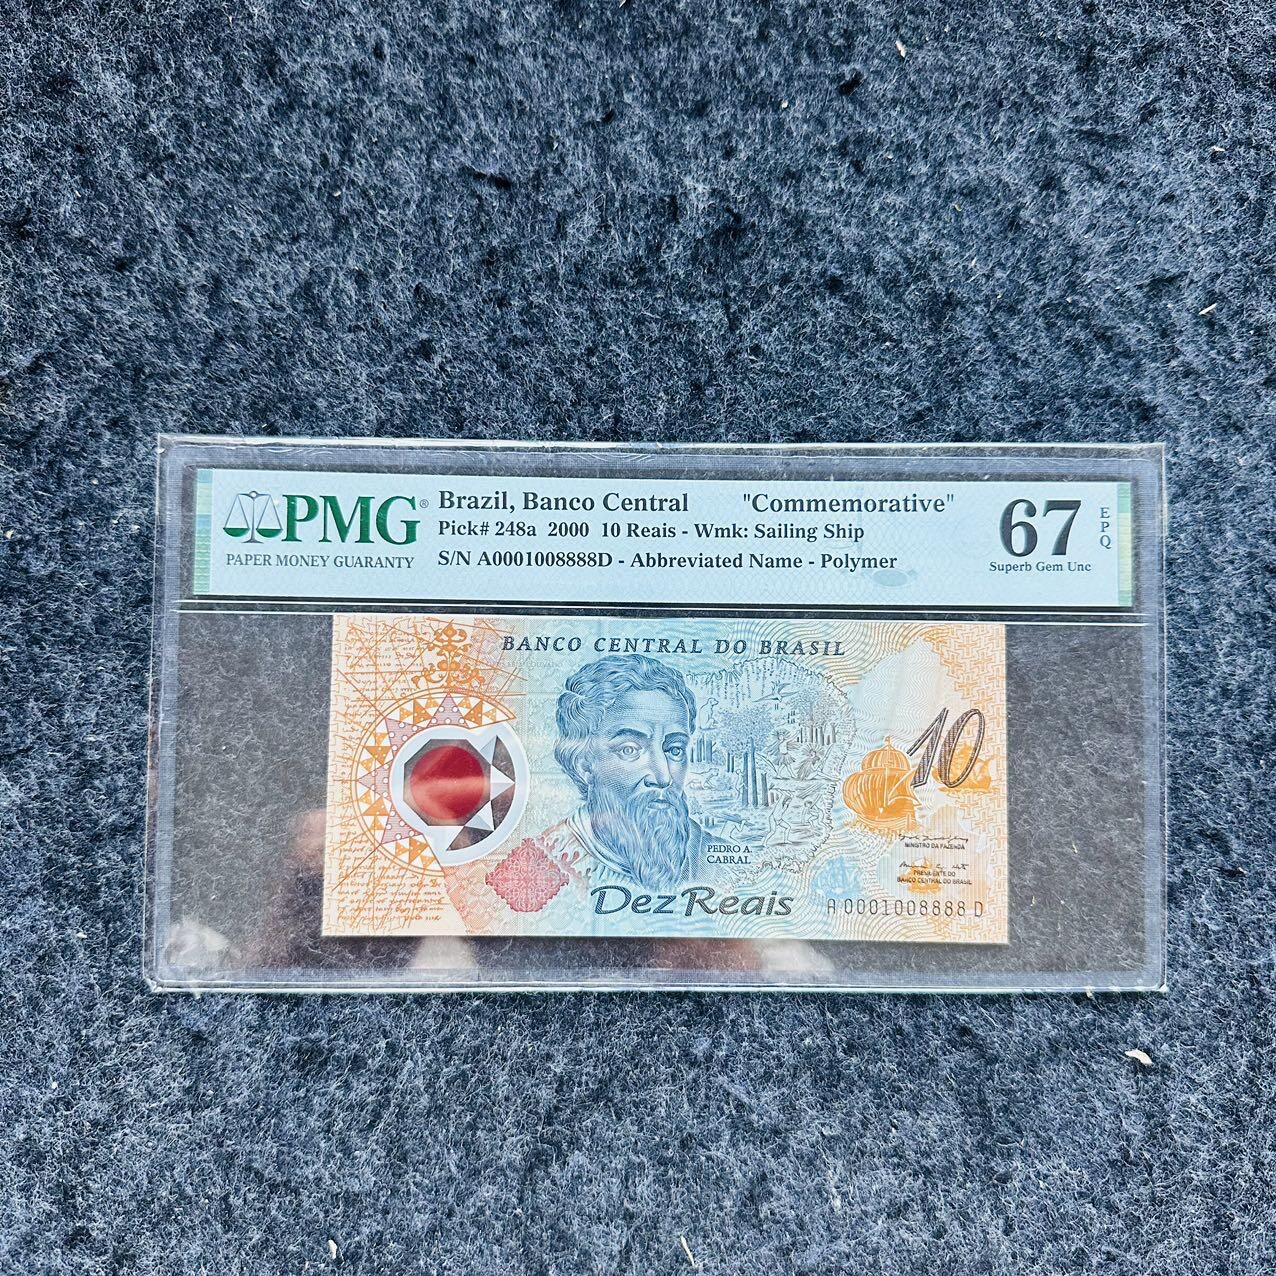 PMG®
PAPER MONEY GUARANTY
Brazil, Banco Central "Commemorative"
Pick# 248a 2000 10 Reais - Wmk: Sailing Ship
S/N A0001008888D - Abbreviated Name - Polymer
67
EPQ
Superb Gem Unc
BANCO CENTRAL DO BRASIL
10
MINISTRO DA FAZENDA
PRESIDENTE DO
BANCO CENTRAL DO BRASIL
PEDRO A.
CABRAL
Dez Reais
A 0001008888 D